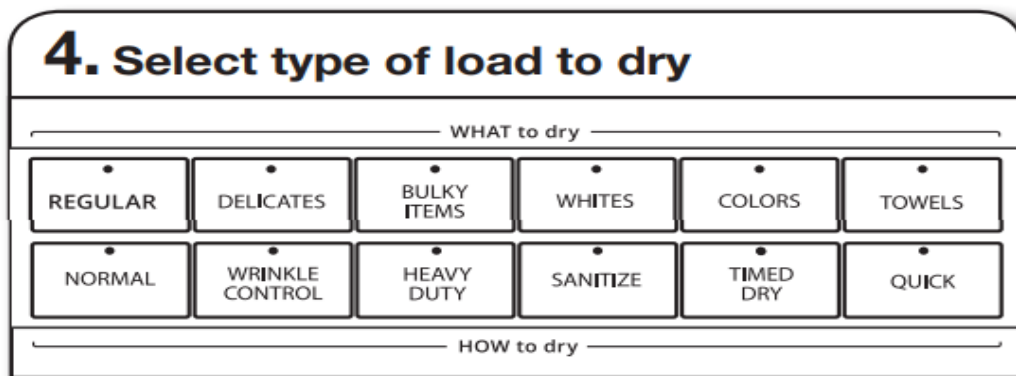 4. Select type of load to dry
WHAT to dry
REGULAR
DELICATES
BULKY
ITEMS
WHITES
COLORS
TOWELS
NORMAL
WRINKLE
CONTROL
HEAVY
DUTY
SANITIZE
TIMED
DRY
QUICK
HOW to dry